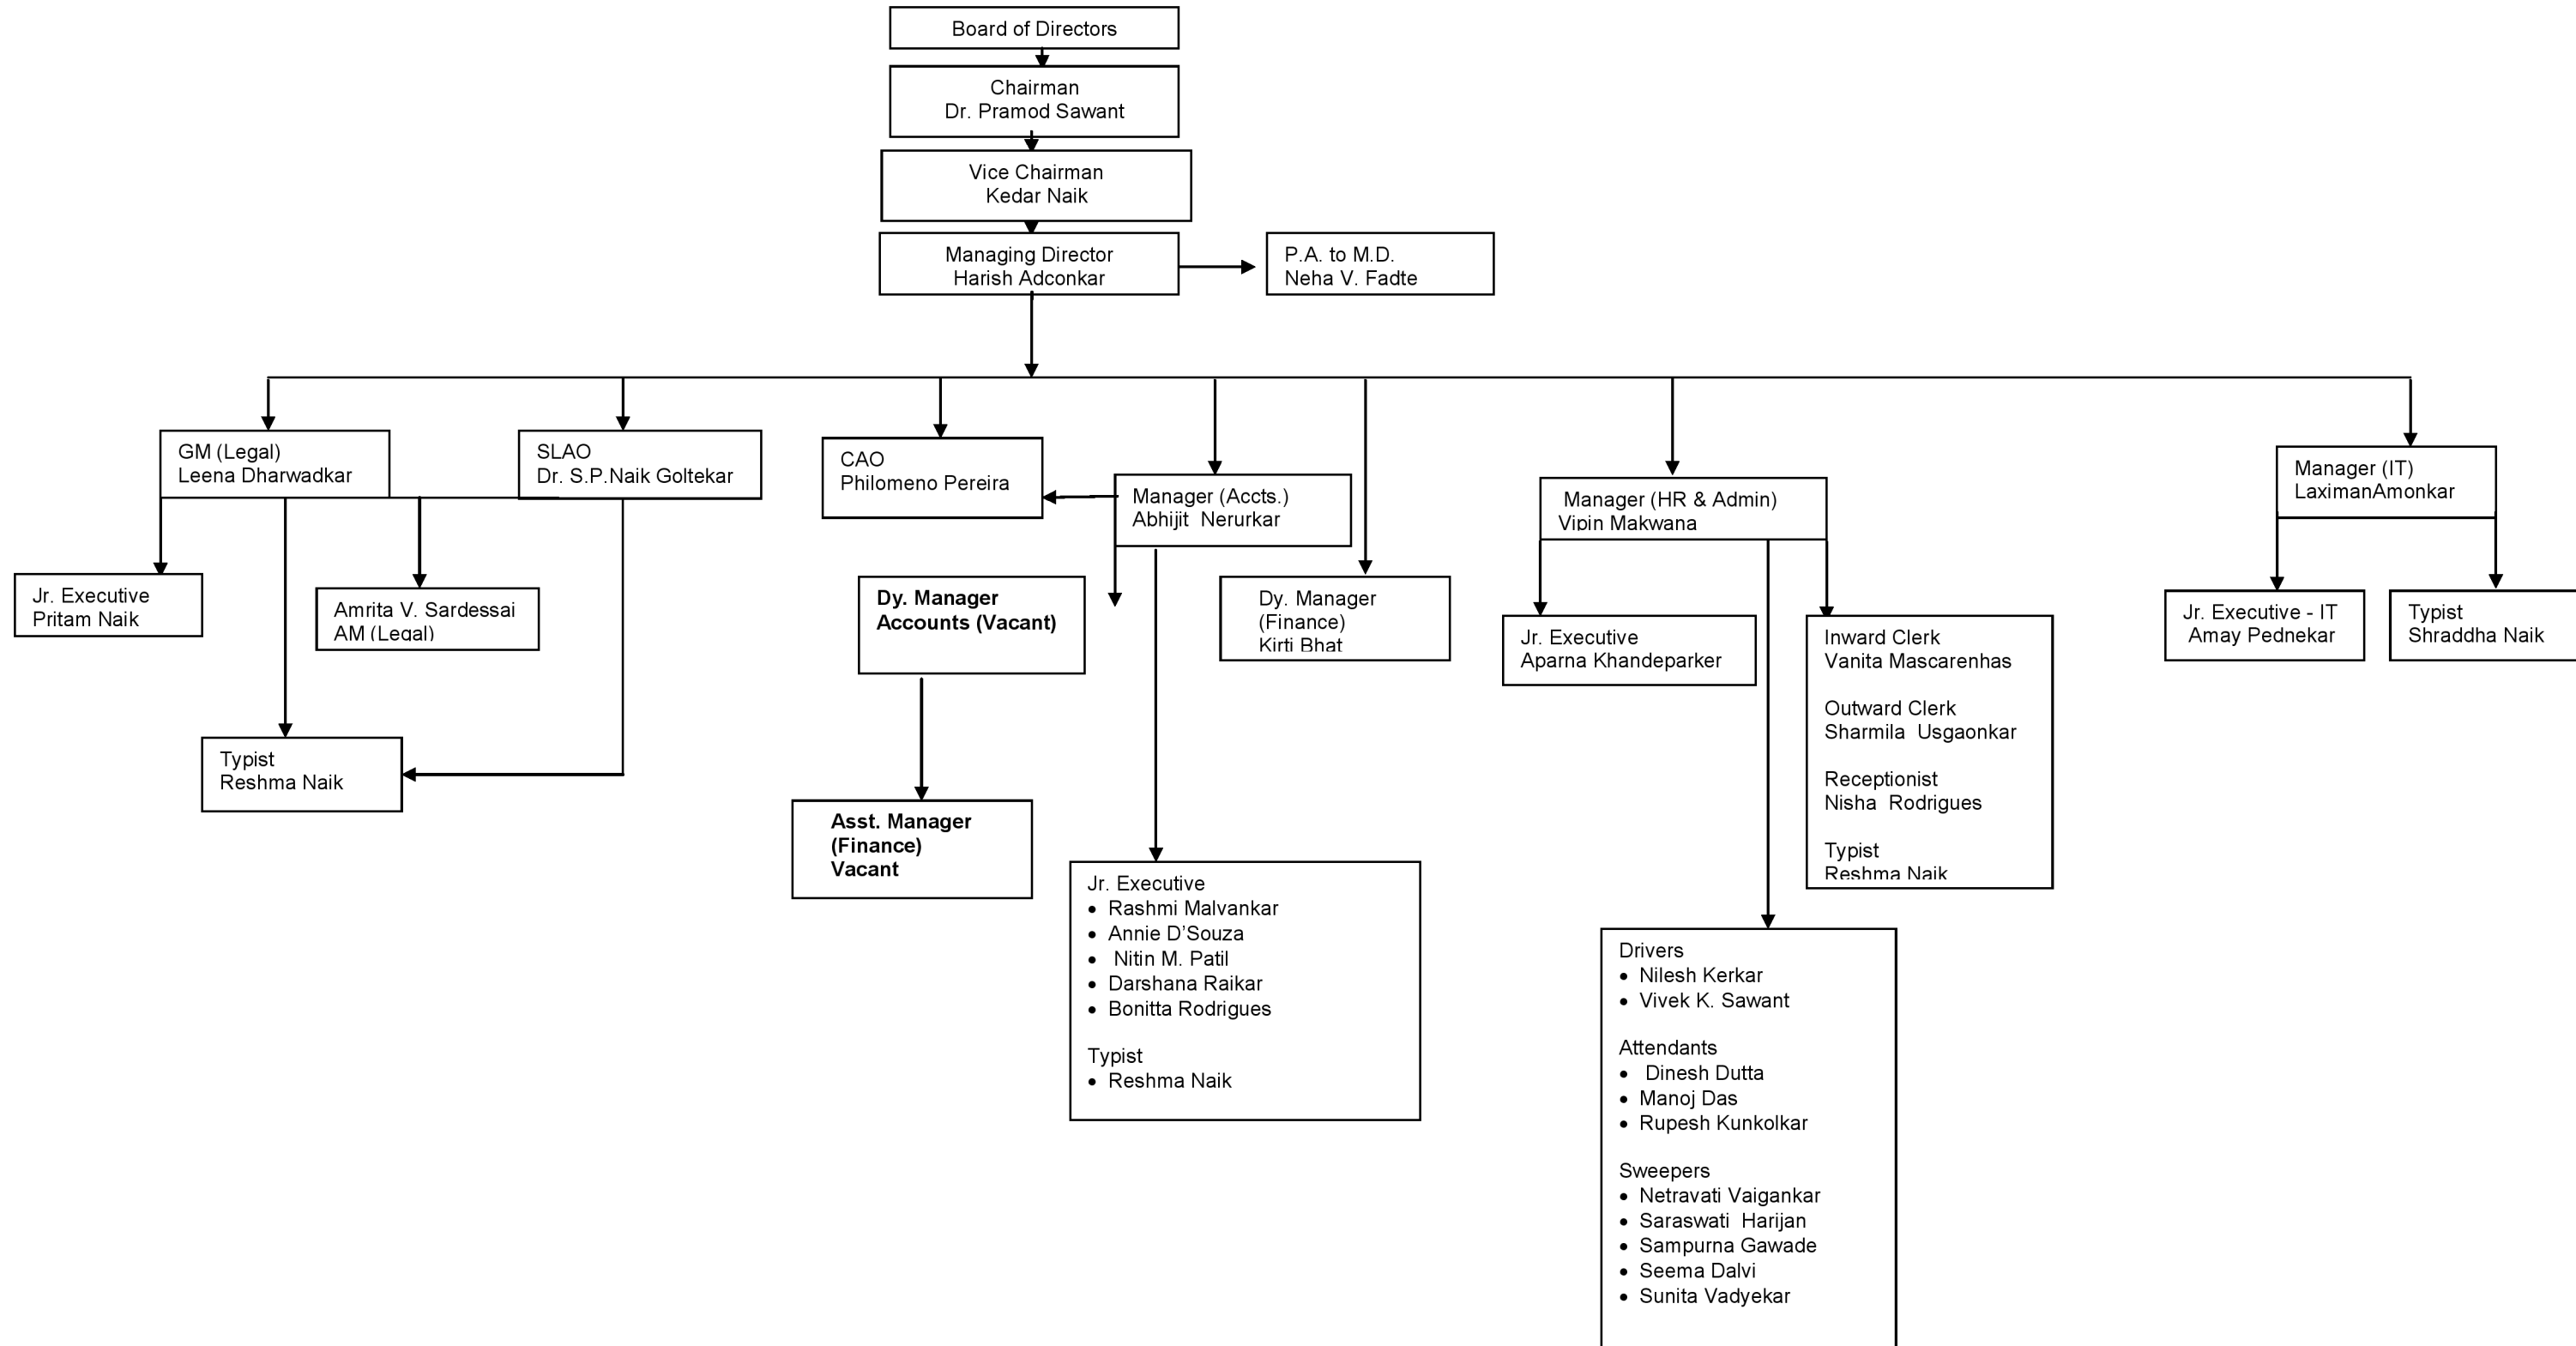 Board of Directors
Chairman
Dr. Pramod Sawant
Vice Chairman
Kedar Naik
Managing Director
Harish Adconkar
P.A. to M.D.
Neha V. Fadte
GM (Legal)
Leena Dharwadkar
SLAO
Dr. S.P.Naik Goltekar
CAO
Philomeno Pereira
Manager (Accts.)
Abhijit  Nerurkar
Manager (HR & Admin)
Vipin Makwana
Manager (IT)
LaximanAmonkar
Jr. Executive
Pritam Naik
Amrita V. Sardessai
AM (Legal)
Dy. Manager
Accounts (Vacant)
Dy. Manager
(Finance)
Kirti Bhat
Jr. Executive
Aparna Khandeparker
Inward Clerk
Vanita Mascarenhas
Outward Clerk
Sharmila  Usgaonkar
Receptionist
Nisha  Rodrigues
Typist
Reshma Naik
Jr. Executive - IT
Amay Pednekar
Typist
Shraddha Naik
Typist
Reshma Naik
Asst. Manager
(Finance)
Vacant
Jr. Executive
• Rashmi Malvankar
• Annie D’Souza
• Nitin M. Patil
• Darshana Raikar
• Bonitta Rodrigues
Typist
• Reshma Naik
Drivers
• Nilesh Kerkar
• Vivek K. Sawant
Attendants
• Dinesh Dutta
• Manoj Das
• Rupesh Kunkolkar
Sweepers
• Netravati Vaigankar
• Saraswati  Harijan
• Sampurna Gawade
• Seema Dalvi
• Sunita Vadyekar